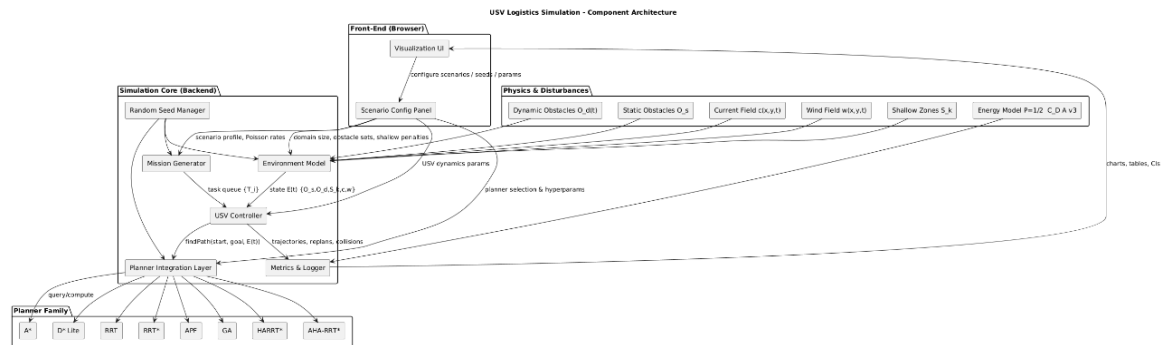 USV Logistics Simulation - Component Architecture
Front-End (Browser)
Visualization UI
configure scenarios / seeds / params
Scenario Config Panel
Simulation Core (Backend)
Random Seed Manager
Physics & Disturbances
Dynamic Obstacles O_d(t)
Static Obstacles O_s
Current Field c(x,y,t)
Wind Field w(x,y,t)
Shallow Zones S_k
Energy Model P=1/2 C_D A v3
scenario profile, Poisson rates
domain size, obstacle sets, shallow penalties
Mission Generator
Environment Model
USV dynamics params
charts, tables, CIs
task queue {T_i}
state E(t) {O_s,O_d,S_k,c,w}
planner selection & hyperparams
USV Controller
findPath(start, goal, E(t))
trajectories, replans, collisions
Planner Integration Layer
Metrics & Logger
query/compute
Planner Family
A*
D* Lite
RRT
RRT*
APF
GA
HARRT*
AHA-RRT*